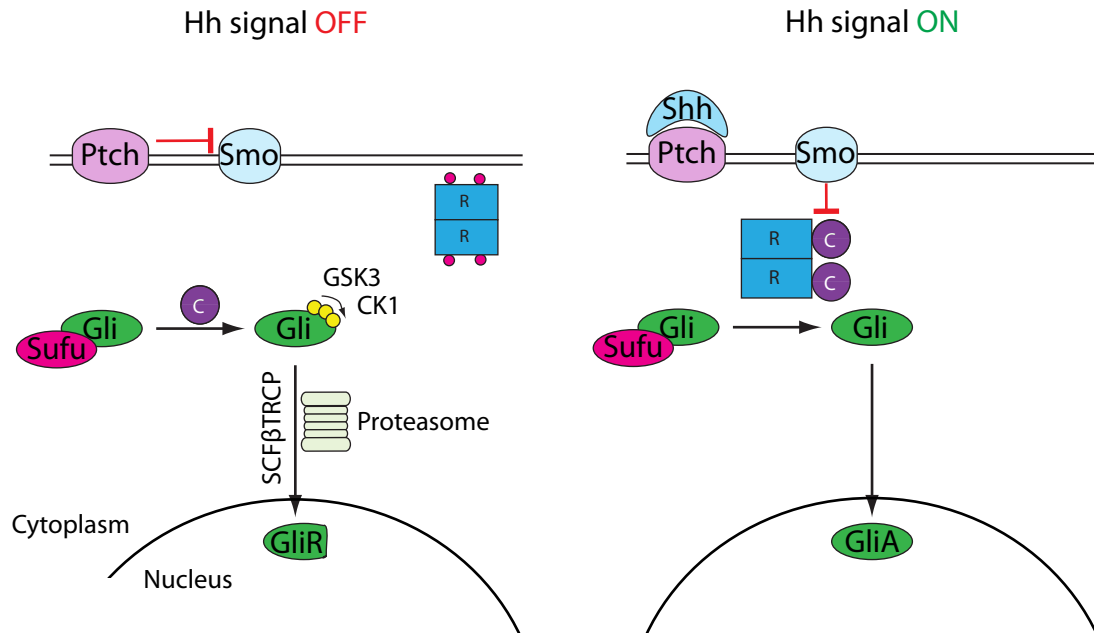 Hh signal OFF
Ptch
Smo
R
R
GSK3
CK1
C
Gli
Sufu
Gli
SCFβTRCP
Proteasome
Cytoplasm
GliR
Nucleus
Hh signal ON
Shh
Ptch
Smo
R
C
R
C
Gli
Sufu
Gli
GliA